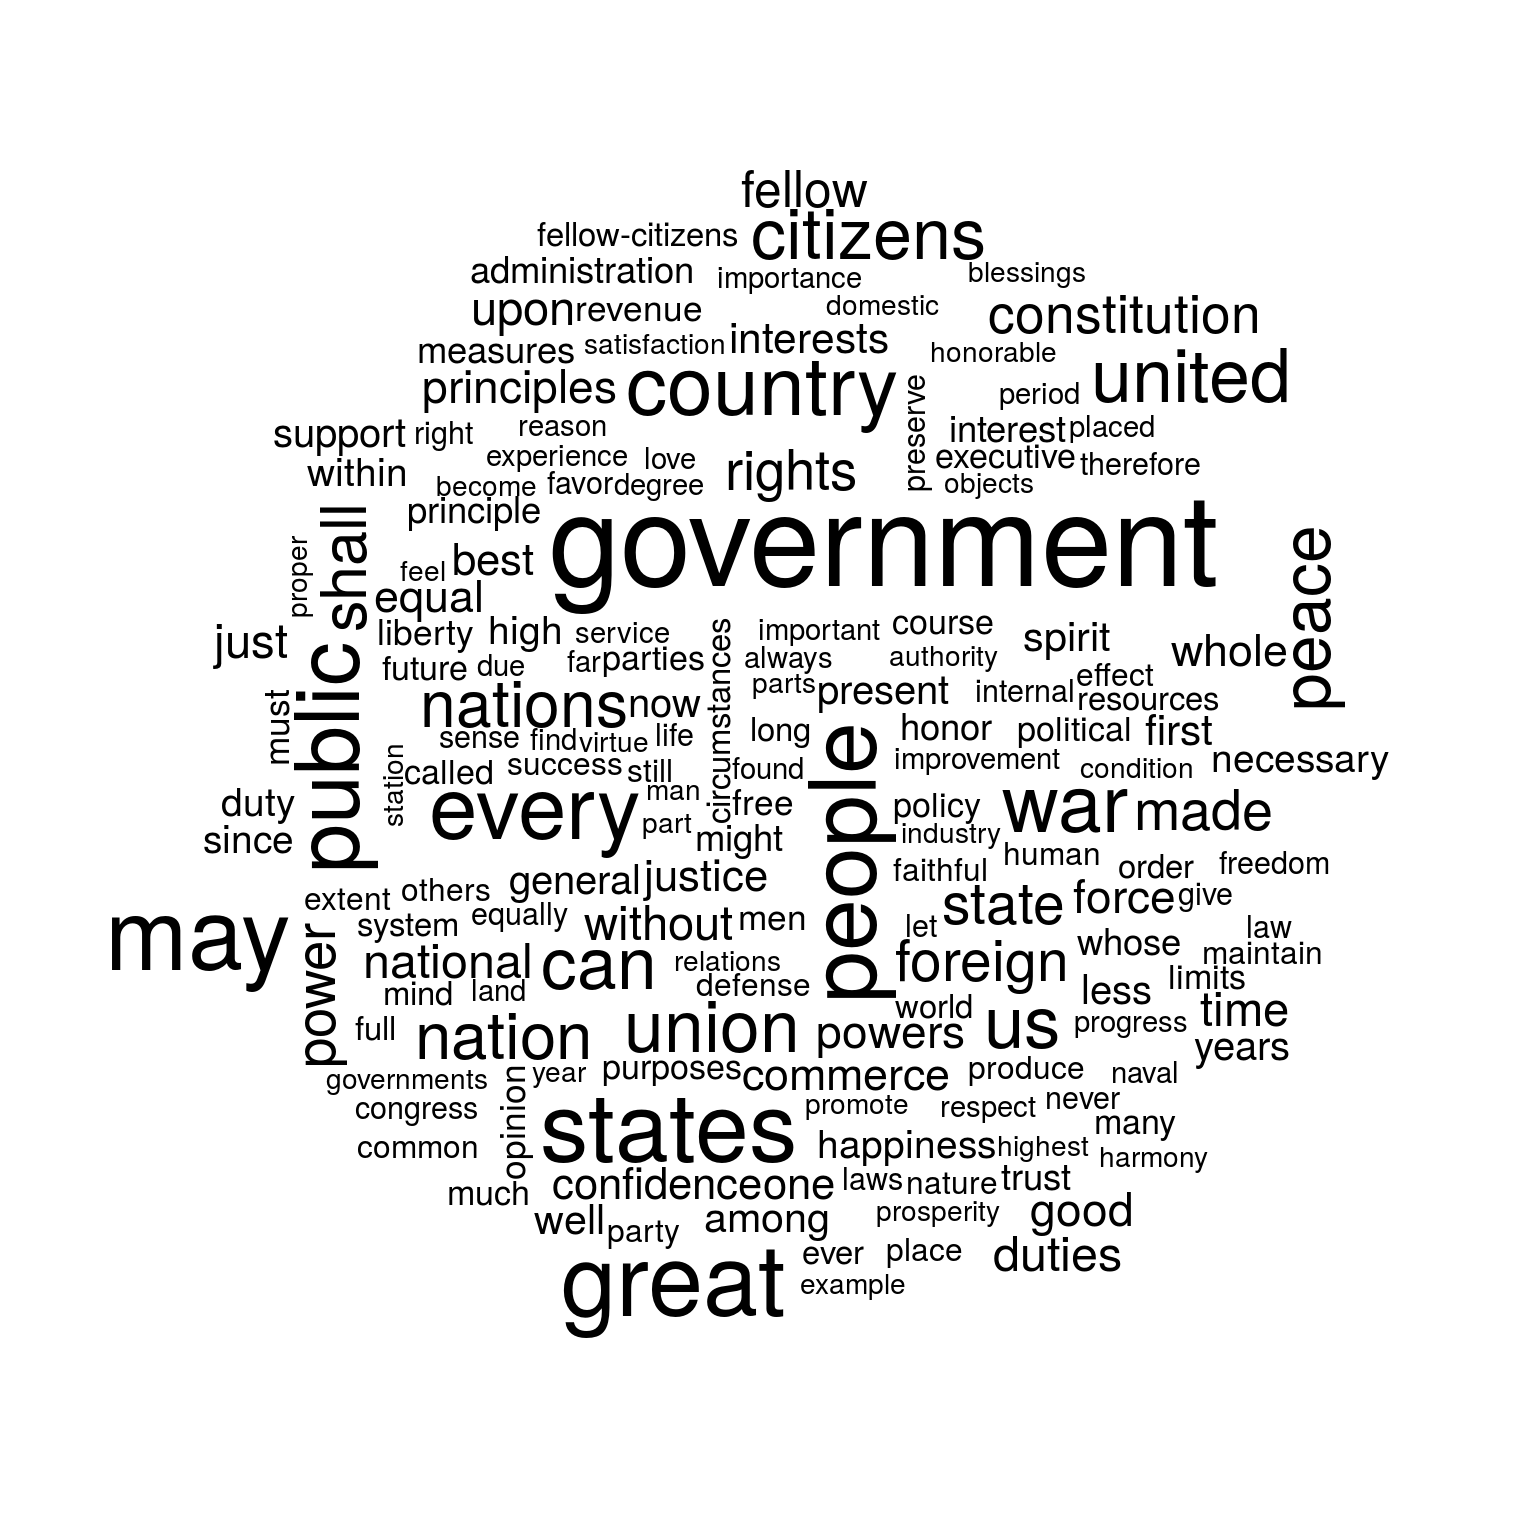 fellow
fellow-citizens citizens
administration importance blessings
upon revenue domestic constitution
measures satisfaction interests honorable
principles country preserve period united
support right reason interest placed
within experience love rights executive therefore
become favor degree objects
principle government
proper shall feel best peace
equal
just liberty high service circumstances important course spirit whole
future due far parties always authority effect
must public nations now parts present internal resources
sense find virtue life long people honor political first
station called success still found improvement condition necessary
duty every man free policy war made
since part might industry
general justice faithful human order freedom
extent others state force give
may power system equally without men let whose law
national can relations foreign maintain
mind land defense less limits
full nation union world powers us progress time
years
governments opinion year purposes commerce produce naval
congress states promote respect never
common happiness highest many
harmony
much confidence one laws nature trust
well party among prosperity good
great ever place duties
example